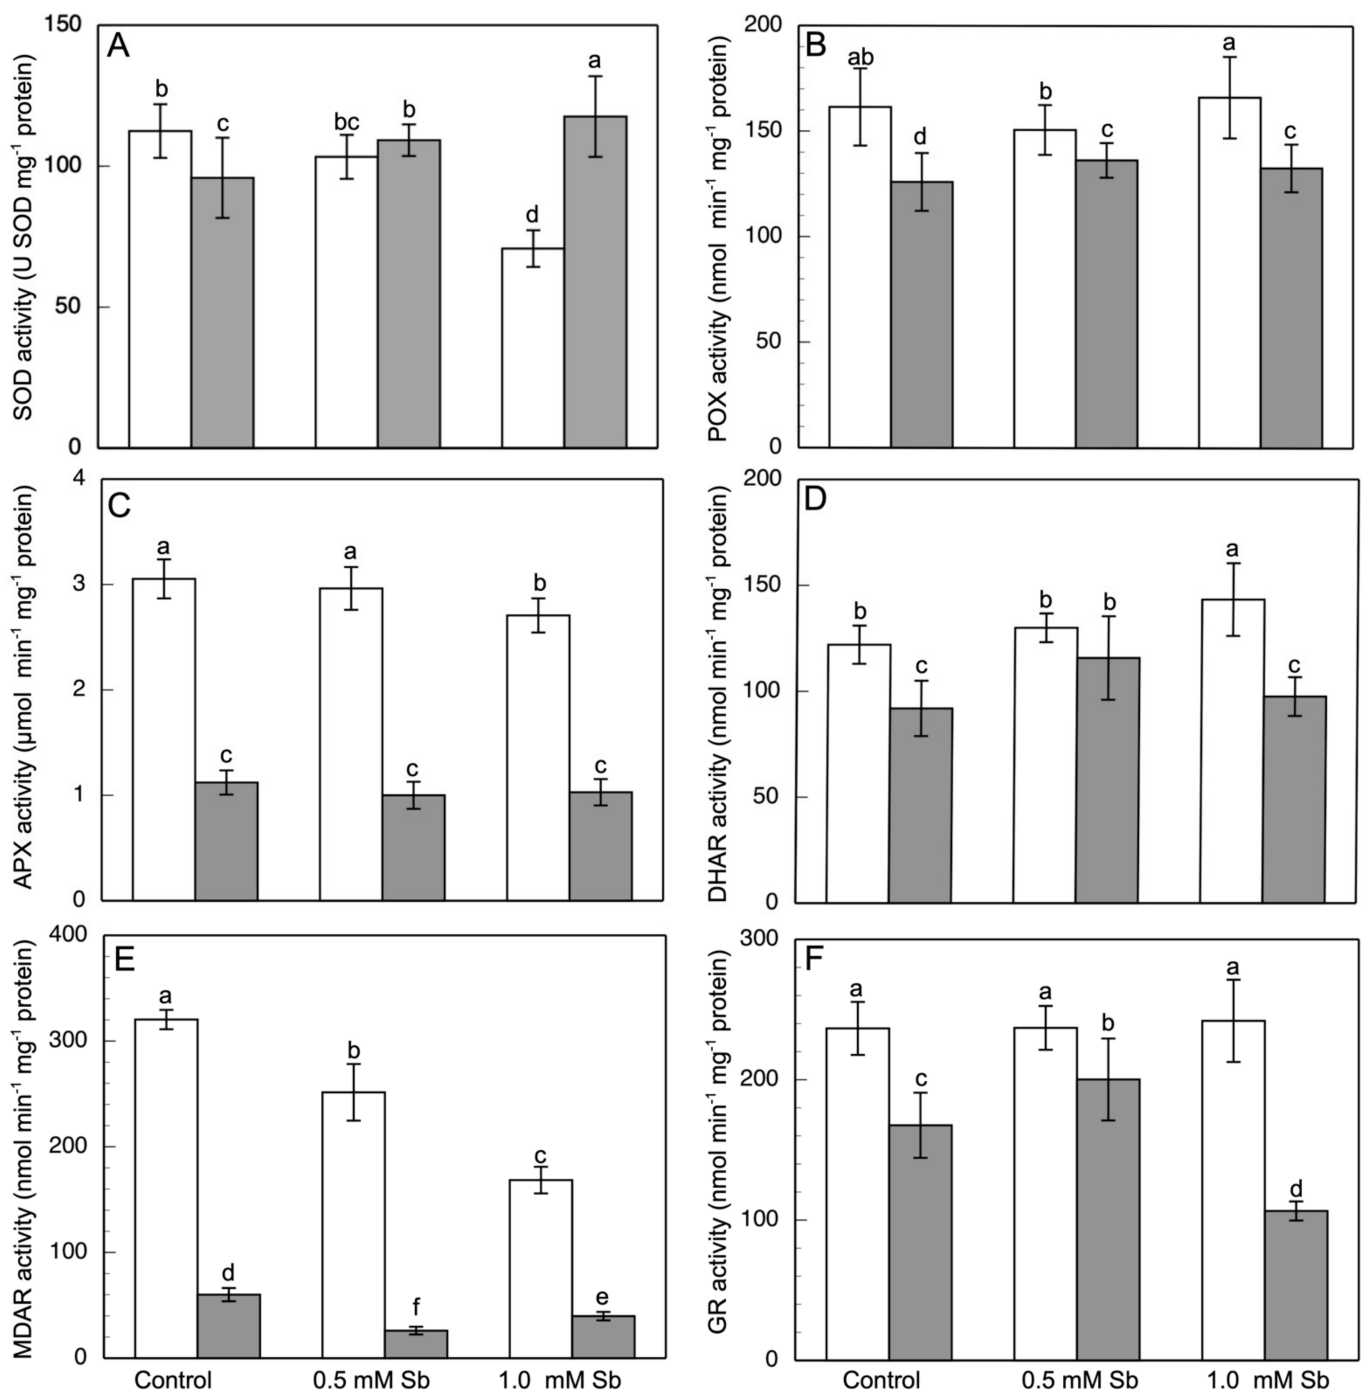 A
SOD activity (U SOD mg⁻¹ protein)
150
100
50
0
b
c
bc
b
d
a
B
POX activity (nmol min⁻¹ mg⁻¹ protein)
200
150
100
50
0
ab
d
b
c
a
c
C
APX activity (µmol min⁻¹ mg⁻¹ protein)
4
3
2
1
0
a
c
a
c
b
c
D
DHAR activity (nmol min⁻¹ mg⁻¹ protein)
200
150
100
50
0
b
c
b
b
a
c
E
MDAR activity (nmol min⁻¹ mg⁻¹ protein)
400
300
200
100
0
a
d
b
f
c
e
Control
0.5 mM Sb
1.0 mM Sb
F
GR activity (nmol min⁻¹ mg⁻¹ protein)
300
200
100
0
a
c
a
b
a
d
Control
0.5 mM Sb
1.0 mM Sb